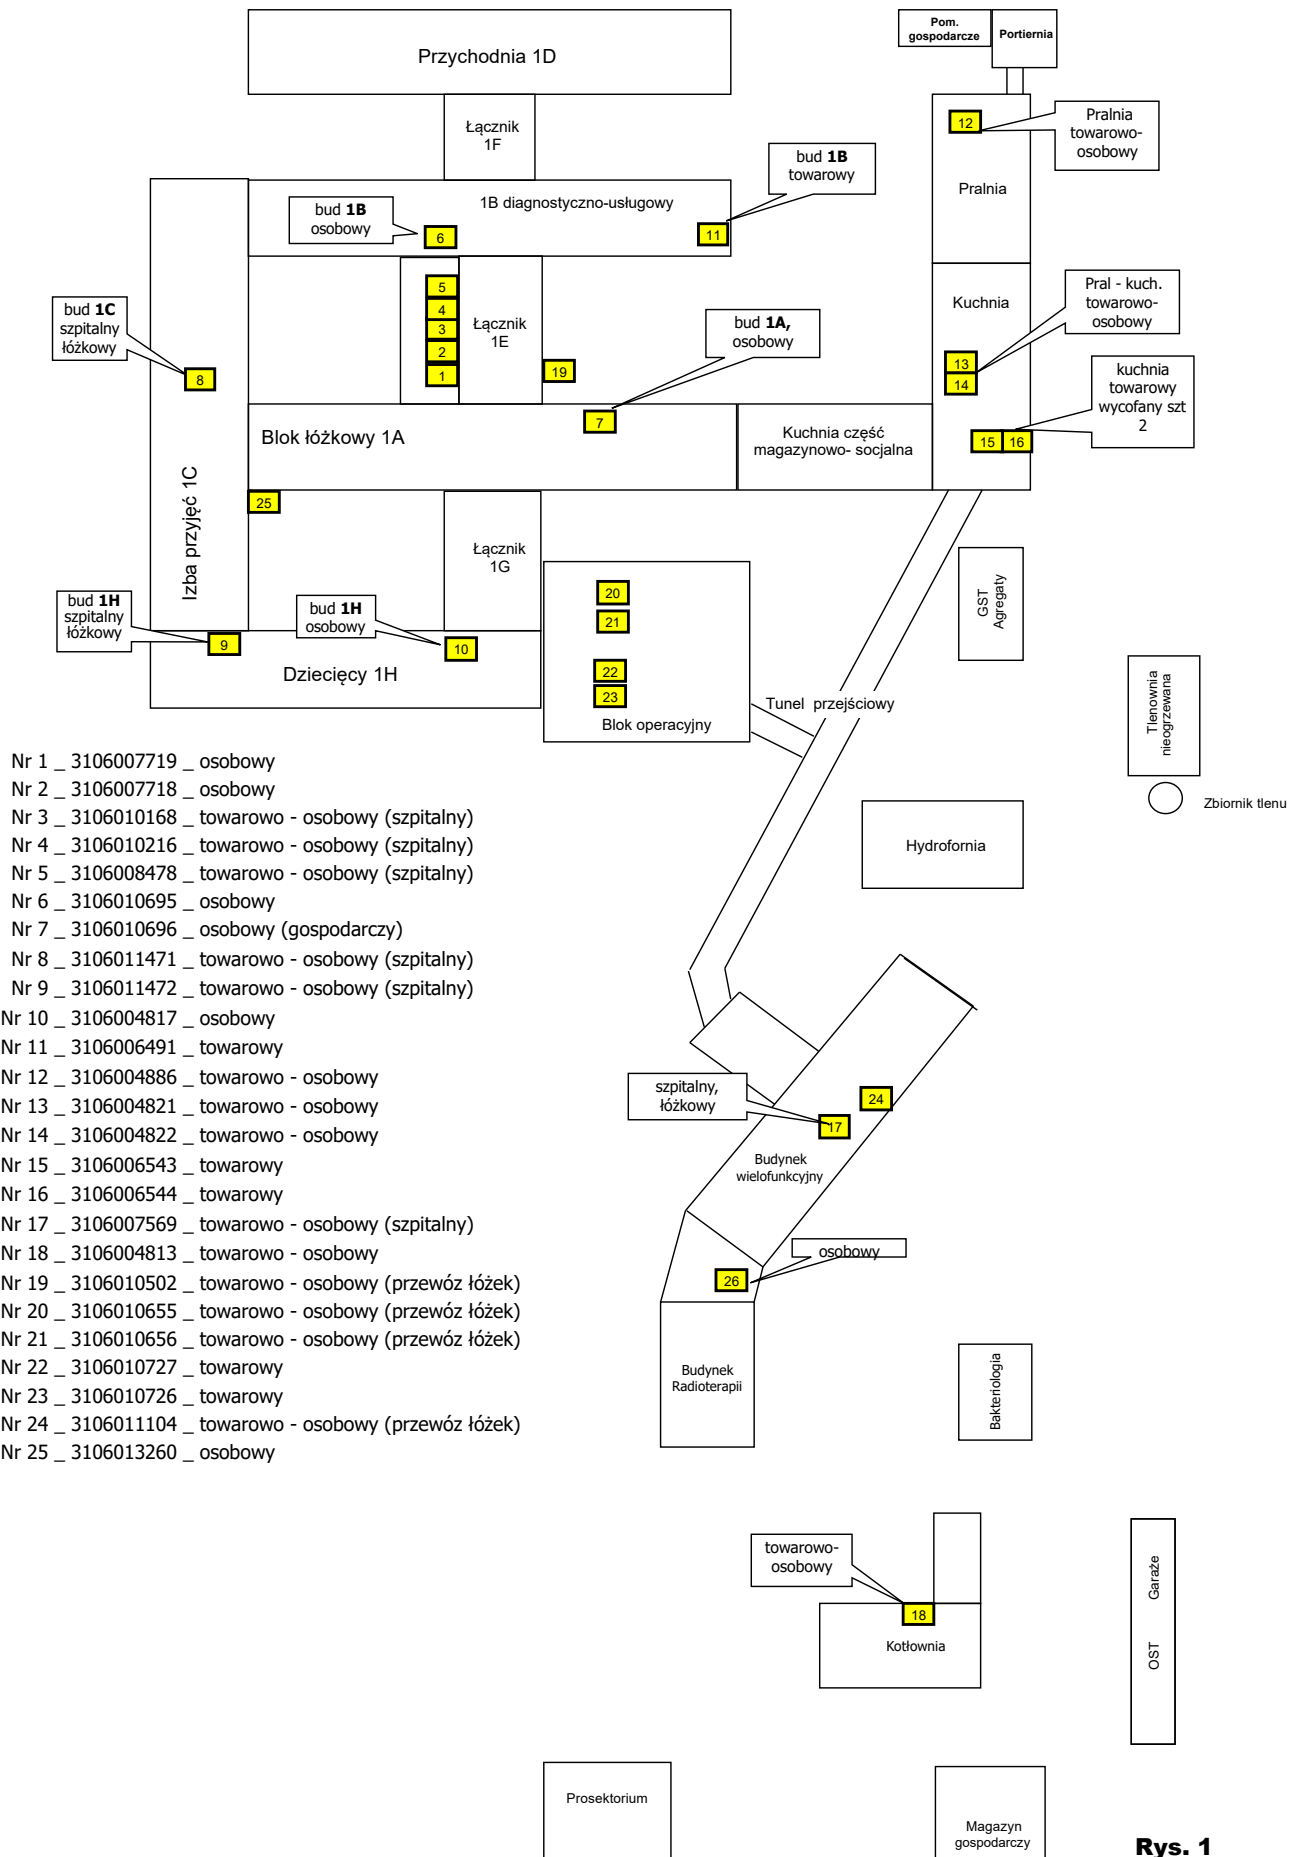 Przychodnia 1D
Pom.
gospodarcze
Portiernia
Łącznik
1F
12
Pralnia
towarowo-
osobowy
bud 1B
towarowy
Pralnia
1B diagnostyczno-usługowy
bud 1B
osobowy
6
11
Pral - kuch.
towarowo-
osobowy
Kuchnia
bud 1C
szpitalny
łóżkowy
5
4
3
2
1
Łącznik
1E
bud 1A,
osobowy
8
19
13
14
kuchnia
towarowy
wycofany szt
2
7
Blok łóżkowy 1A
Kuchnia część
magazynowo- socjalna
15
16
Izba przyjęć 1C
25
Łącznik
1G
GST
Agregaty
bud 1H
szpitalny
łóżkowy
bud 1H
osobowy
20
21
9
10
22
23
Dziecięcy 1H
Blok operacyjny
Tunel przejściowy
Tlenownia
nieogrzewana
Zbiornik tlenu
Nr 1 _ 3106007719 _ osobowy
Nr 2 _ 3106007718 _ osobowy
Nr 3 _ 3106010168 _ towarowo - osobowy (szpitalny)
Nr 4 _ 3106010216 _ towarowo - osobowy (szpitalny)
Nr 5 _ 3106008478 _ towarowo - osobowy (szpitalny)
Nr 6 _ 3106010695 _ osobowy
Nr 7 _ 3106010696 _ osobowy (gospodarczy)
Nr 8 _ 3106011471 _ towarowo - osobowy (szpitalny)
Nr 9 _ 3106011472 _ towarowo - osobowy (szpitalny)
Nr 10 _ 3106004817 _ osobowy
Nr 11 _ 3106006491 _ towarowy
Nr 12 _ 3106004886 _ towarowo - osobowy
Nr 13 _ 3106004821 _ towarowo - osobowy
Nr 14 _ 3106004822 _ towarowo - osobowy
Nr 15 _ 3106006543 _ towarowy
Nr 16 _ 3106006544 _ towarowy
Nr 17 _ 3106007569 _ towarowo - osobowy (szpitalny)
Nr 18 _ 3106004813 _ towarowo - osobowy
Nr 19 _ 3106010502 _ towarowo - osobowy (przewóz łóżek)
Nr 20 _ 3106010655 _ towarowo - osobowy (przewóz łóżek)
Nr 21 _ 3106010656 _ towarowo - osobowy (przewóz łóżek)
Nr 22 _ 3106010727 _ towarowy
Nr 23 _ 3106010726 _ towarowy
Nr 24 _ 3106011104 _ towarowo - osobowy (przewóz łóżek)
Nr 25 _ 3106013260 _ osobowy
Hydrofornia
szpitalny,
łóżkowy
24
17
Budynek
wielofunkcyjny
osobowy
26
Budynek
Radioterapii
Bakteriologia
towarowo-
osobowy
18
Kotłownia
OST Garaże
Prosektorium
Magazyn
gospodarczy
Rys. 1